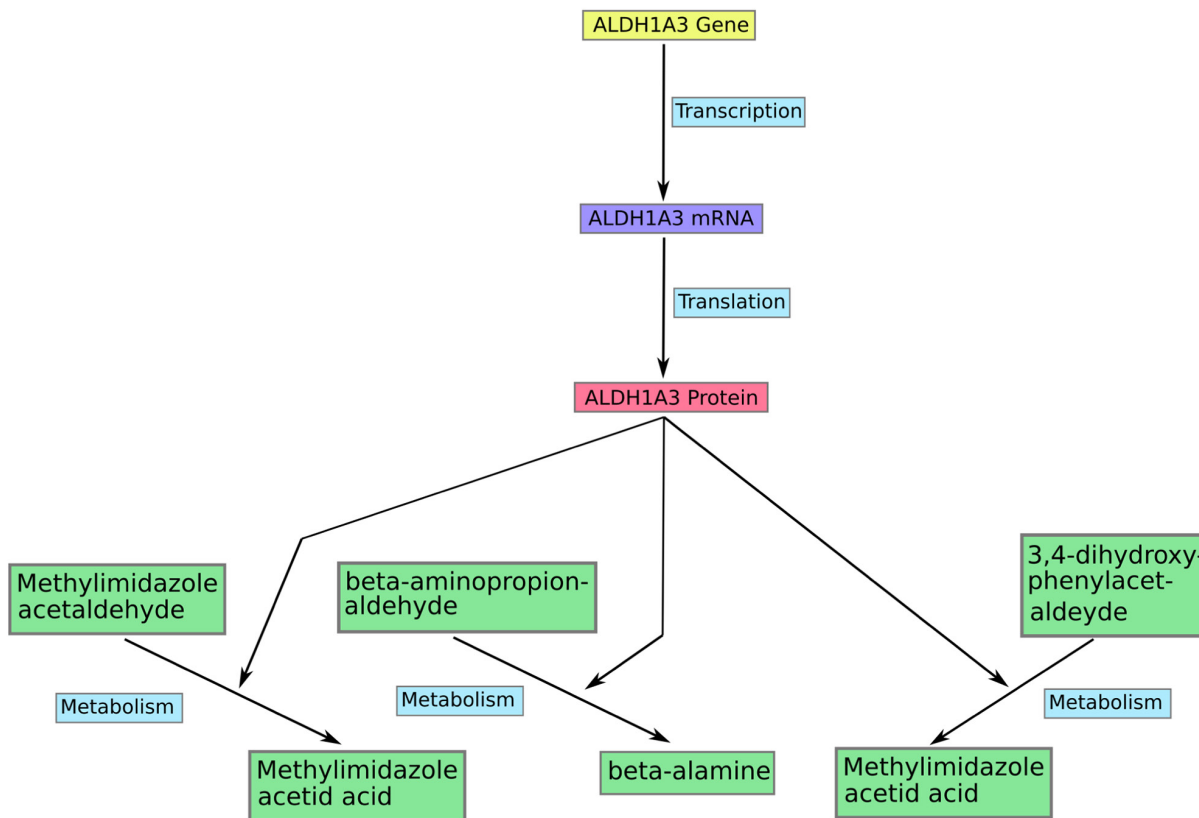 ALDH1A3 Gene
Transcription
ALDH1A3 mRNA
Translation
ALDH1A3 Protein
Methylimidazole
acetaldehyde
beta-aminopropion-
aldehyde
3,4-dihydroxy-
phenylacet-
aldeyde
Metabolism
Metabolism
Metabolism
Methylimidazole
acetid acid
beta-alamine
Methylimidazole
acetid acid